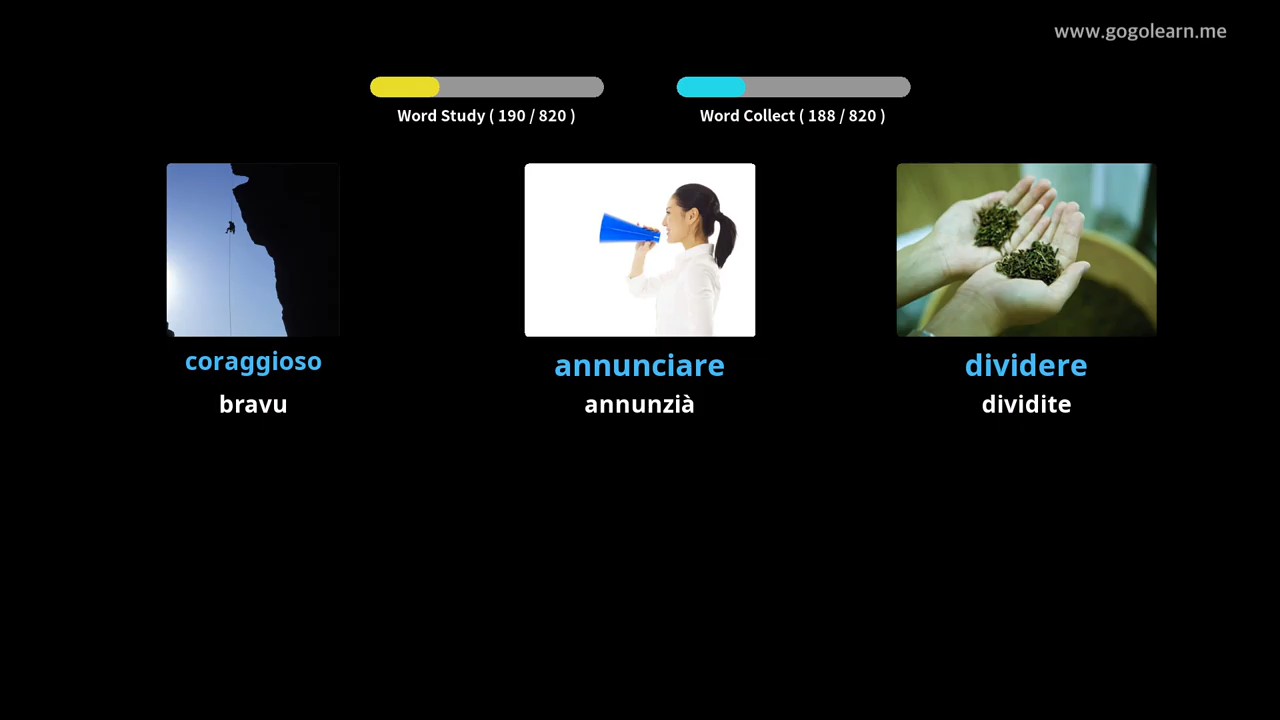 www.gogolearn.me
Word Study ( 190 / 820 )
Word Collect ( 188 / 820 )
coraggioso
bravu
annunciare
annunzià
dividere
dividite